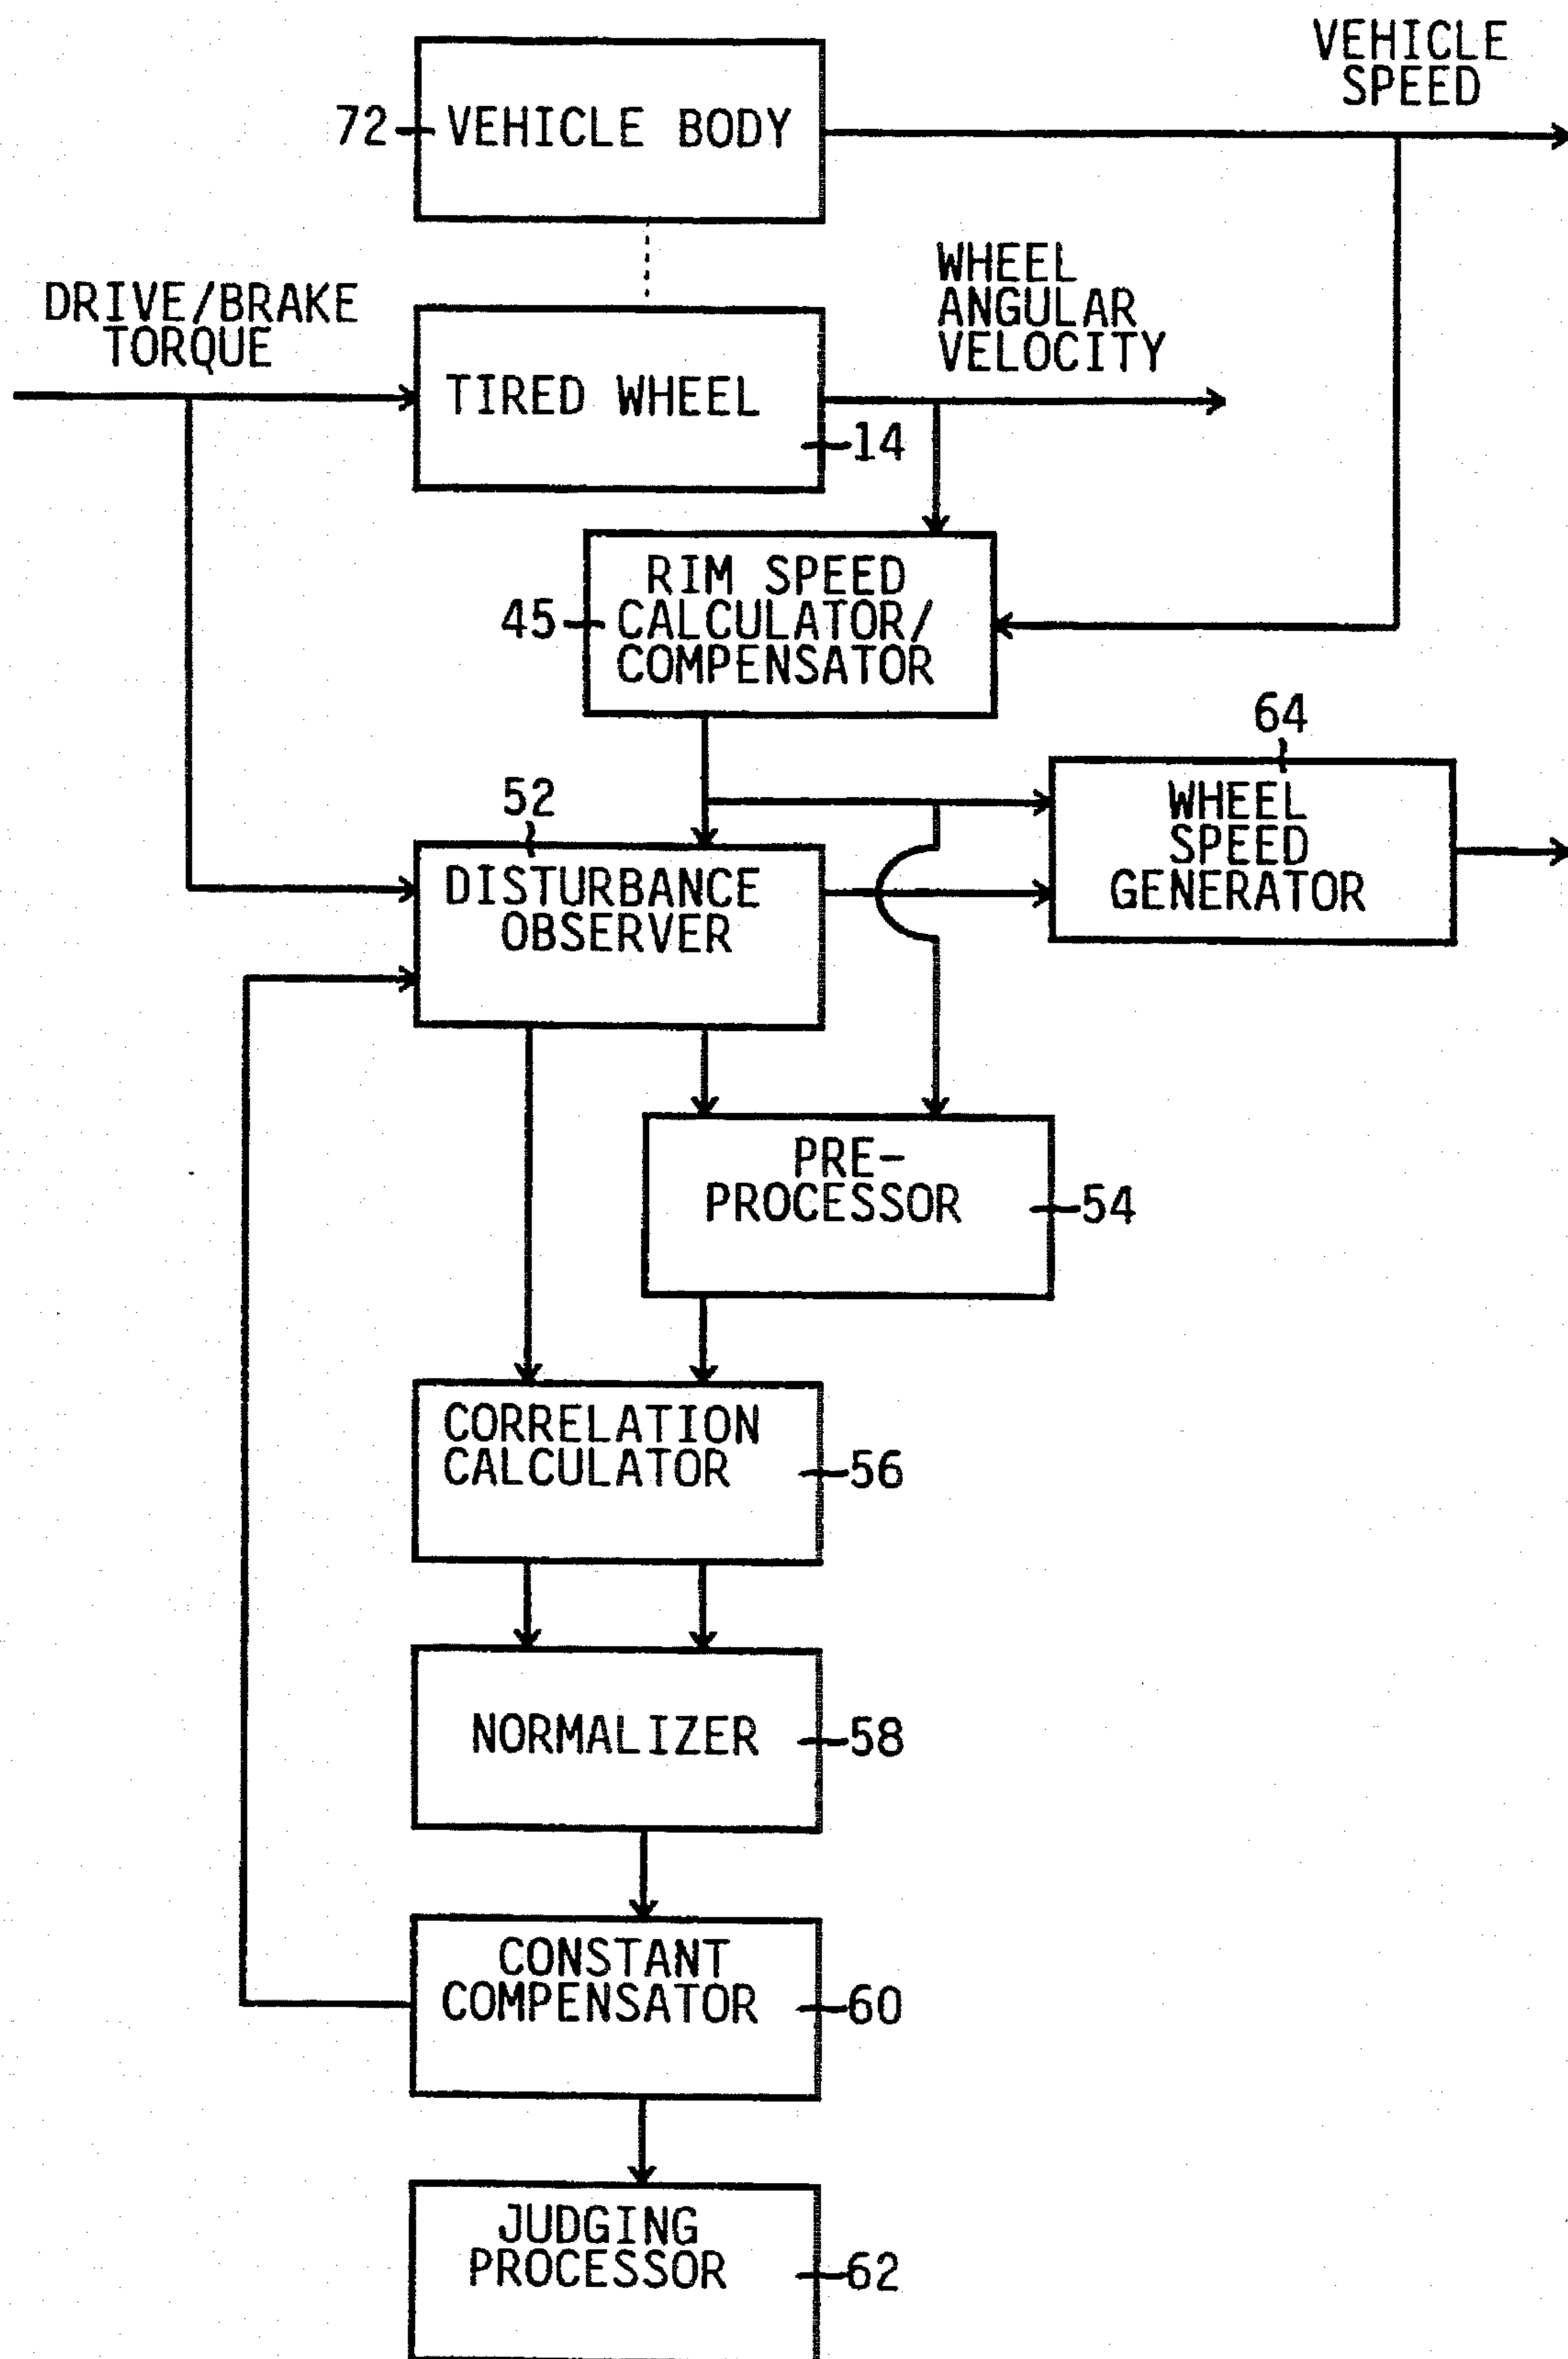 VEHICLE
SPEED
72
VEHICLE BODY
WHEEL
ANGULAR
VELOCITY
DRIVE/BRAKE
TORQUE
TIRED WHEEL
14
RIM SPEED
CALCULATOR/
COMPENSATOR
45
64
WHEEL
SPEED
GENERATOR
52
DISTURBANCE
OBSERVER
PRE-
PROCESSOR
54
CORRELATION
CALCULATOR
56
NORMALIZER
58
CONSTANT
COMPENSATOR
60
JUDGING
PROCESSOR
62